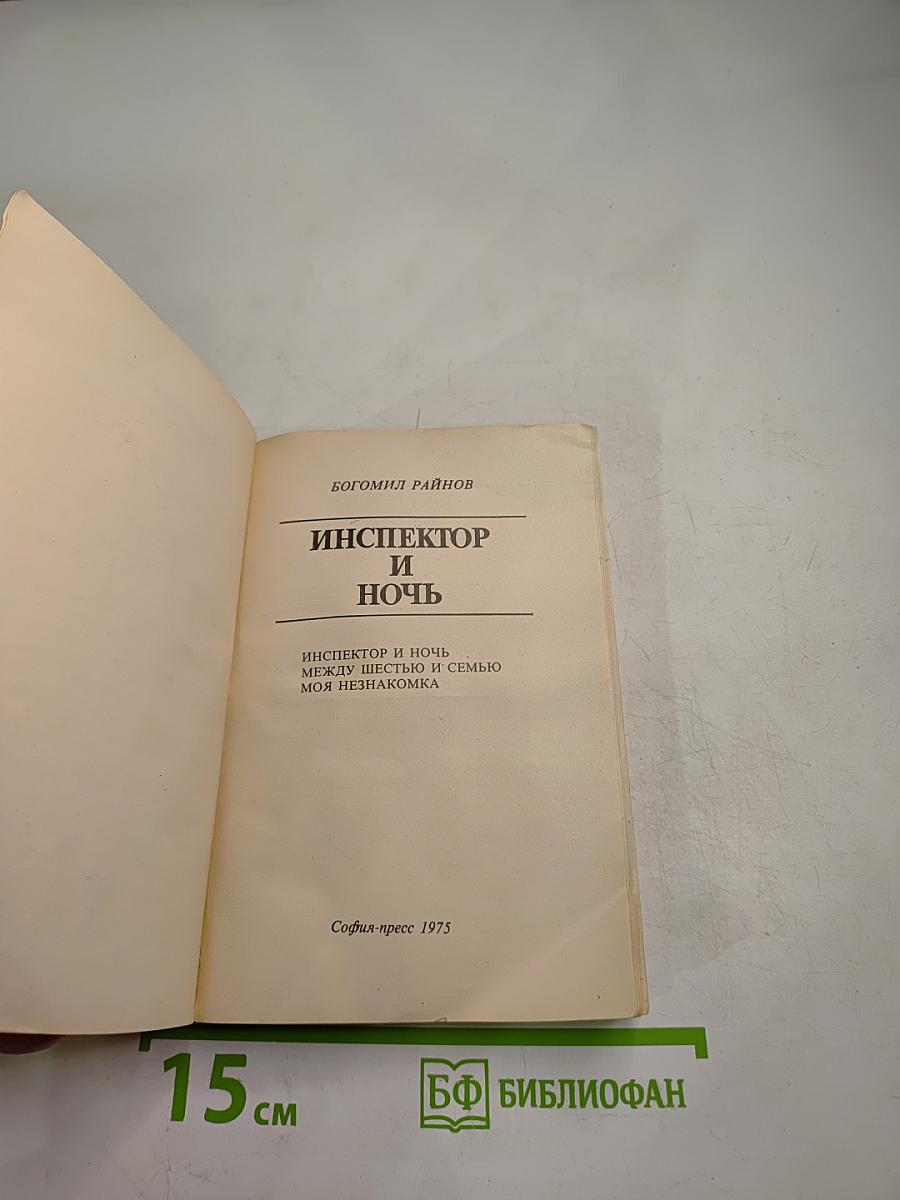 БОГОМИЛ РАЙНОВ
ИНСПЕКТОР
И
НОЧЬ
ИНСПЕКТОР И НОЧЬ
МЕЖДУ ШЕСТЬЮ И СЕМЬЮ
МОЯ НЕЗНАКОМКА
София-пресс 1975
15 см
БФ БИБЛИОФАН